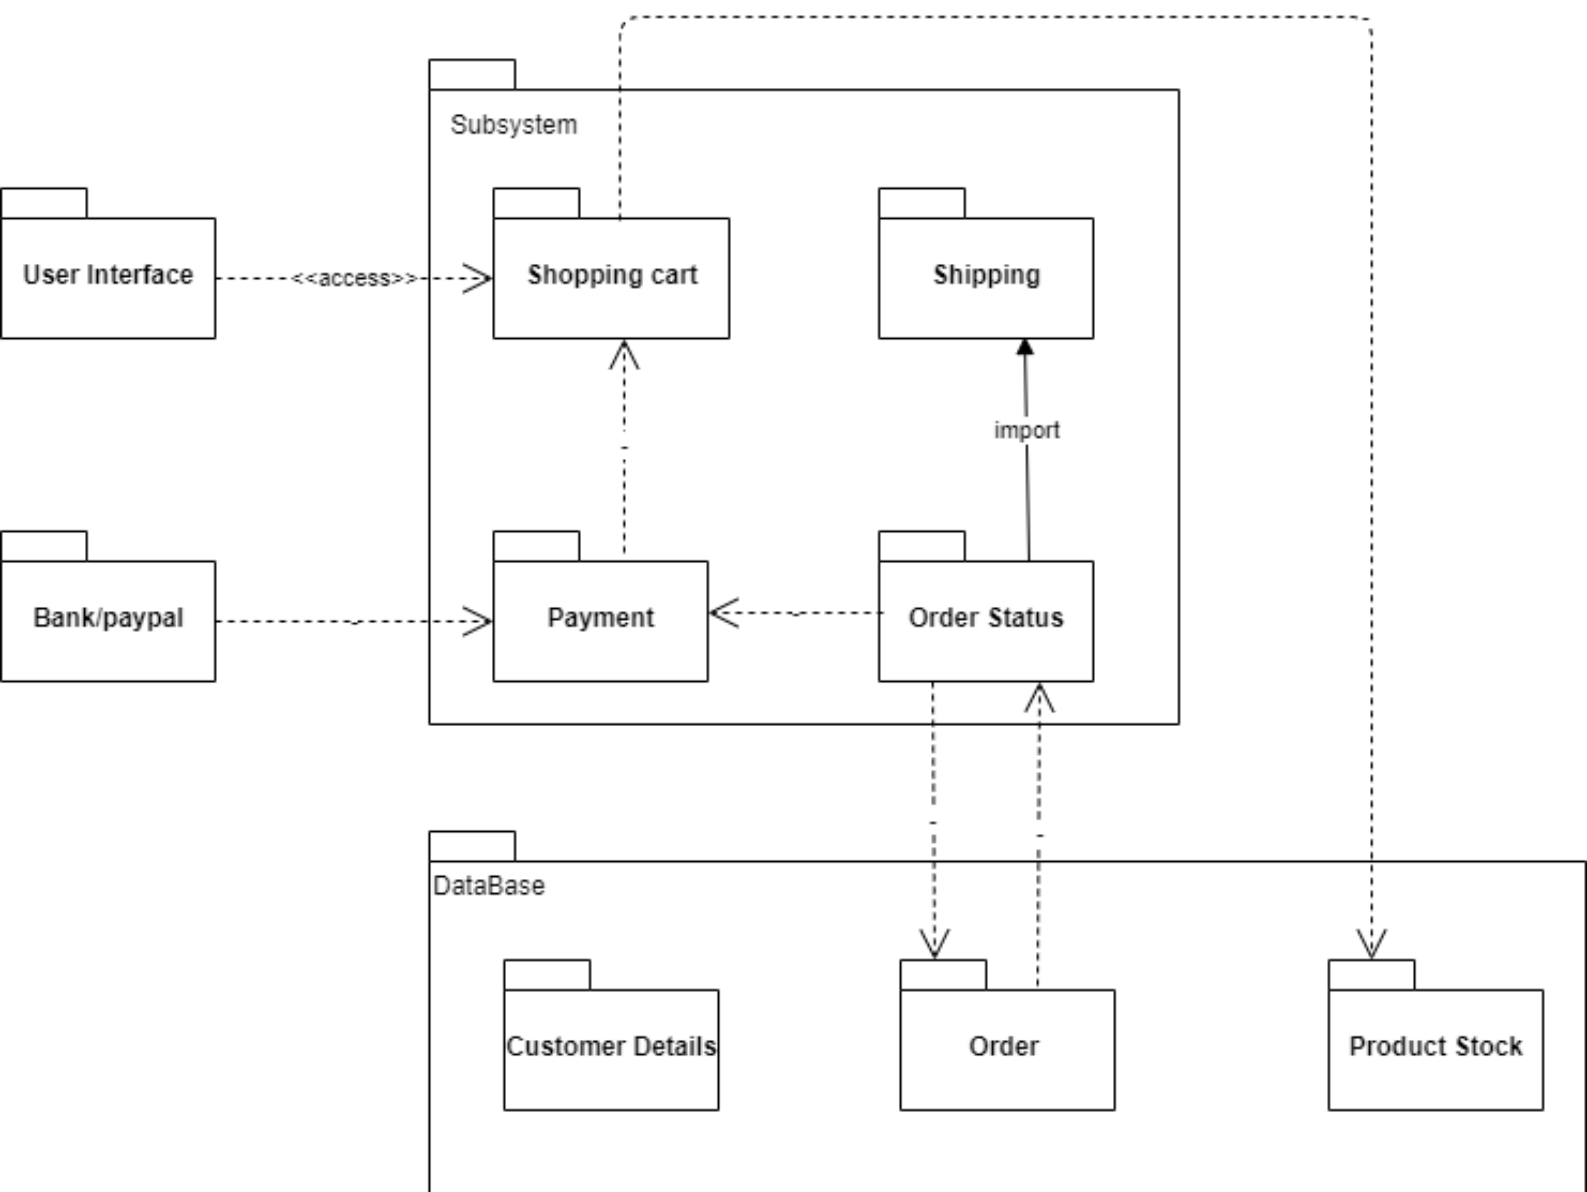 Subsystem
User Interface
<<access>>
Shopping cart
Shipping
-
import
Bank/paypal
-
Payment
-
Order Status
-
-
DataBase
Customer Details
Order
Product Stock